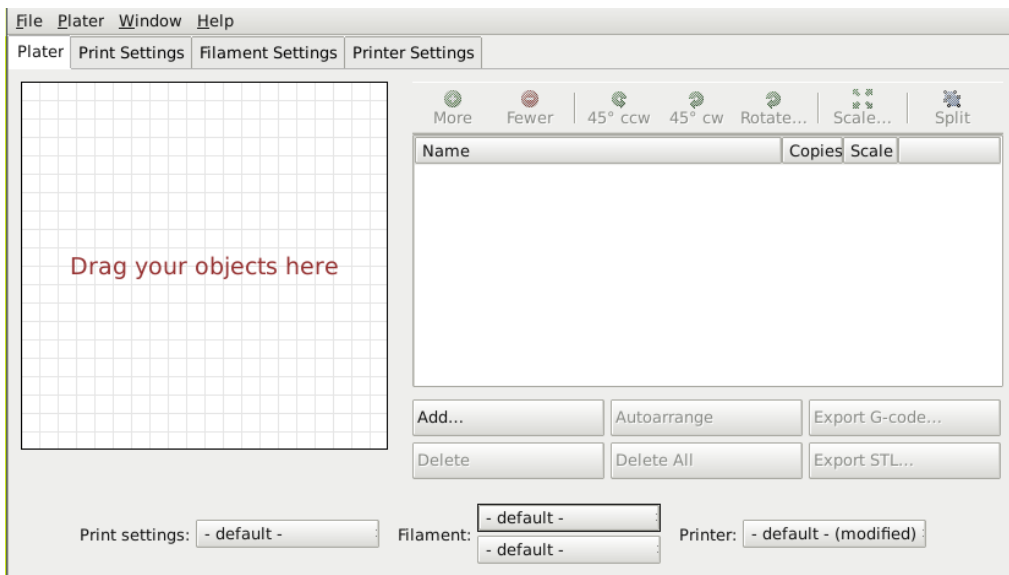 File Plater Window Help
Plater Print Settings Filament Settings Printer Settings
More Fewer 45° ccw 45° cw Rotate... Scale... Split
Name Copies Scale
Drag your objects here
Add... Autoarrange Export G-code...
Delete Delete All Export STL...
Print settings: - default - Filament: - default - Printer: - default - (modified)
- default -